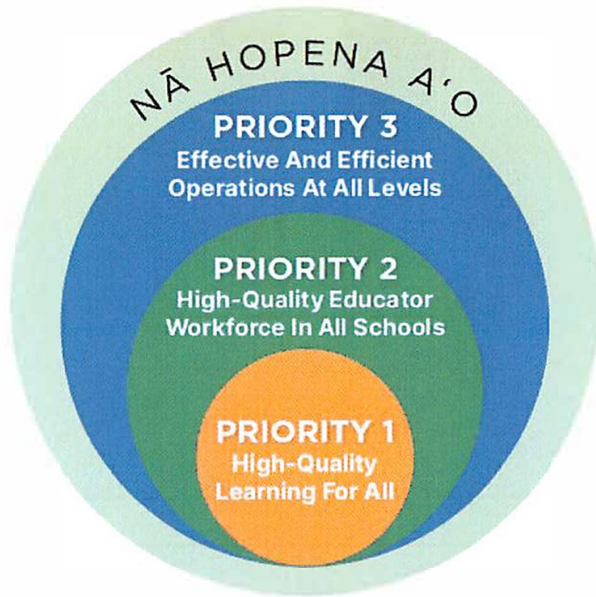 NĀ HOPENA AʻO
PRIORITY 3
Effective And Efficient
Operations At All Levels
PRIORITY 2
High-Quality Educator
Workforce In All Schools
PRIORITY 1
High-Quality
Learning For All